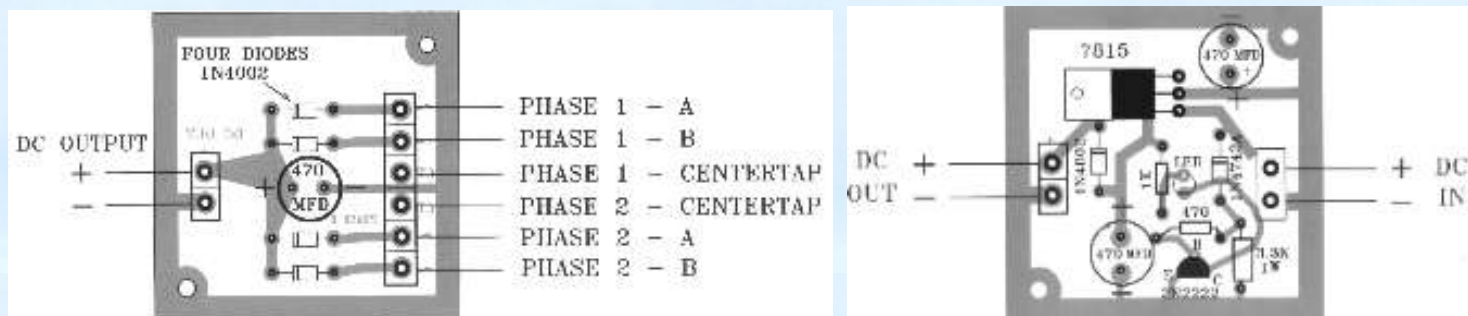 FOUR DIODES
1N4002
DC OUTPUT
+
−
+
−
470
MFD
PHASE 1 - A
PHASE 1 - B
PHASE 1 - CENTERTAP
PHASE 2 - CENTERTAP
PHASE 2 - A
PHASE 2 - B
7815
470 MFD
+
DC + OUT −
+ DC
− IN
1N4002
LED
1K
470
470 MFD
B
C
2N2222
3.3K
1W